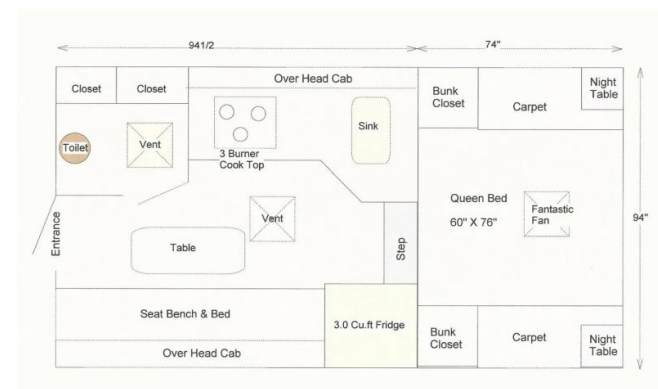 941/2
74"
Over Head Cab
Closet
Closet
Bunk
Closet
Carpet
Night
Table
Toilet
Vent
3 Burner
Cook Top
Sink
Queen Bed
60" X 76"
Fantastic
Fan
94"
Entrance
Vent
Table
Step
Seat Bench & Bed
3.0 Cu.ft Fridge
Over Head Cab
Bunk
Closet
Carpet
Night
Table